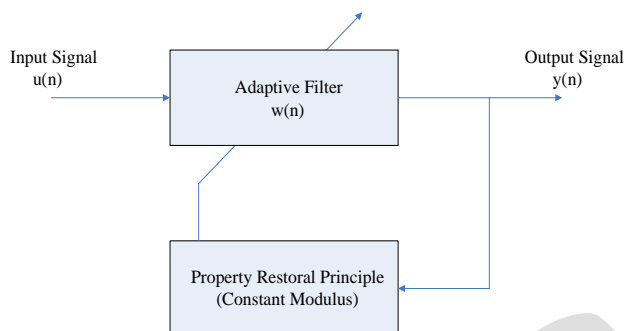 Input Signal
u(n)
Adaptive Filter
w(n)
Output Signal
y(n)
Property Restoral Principle
(Constant Modulus)